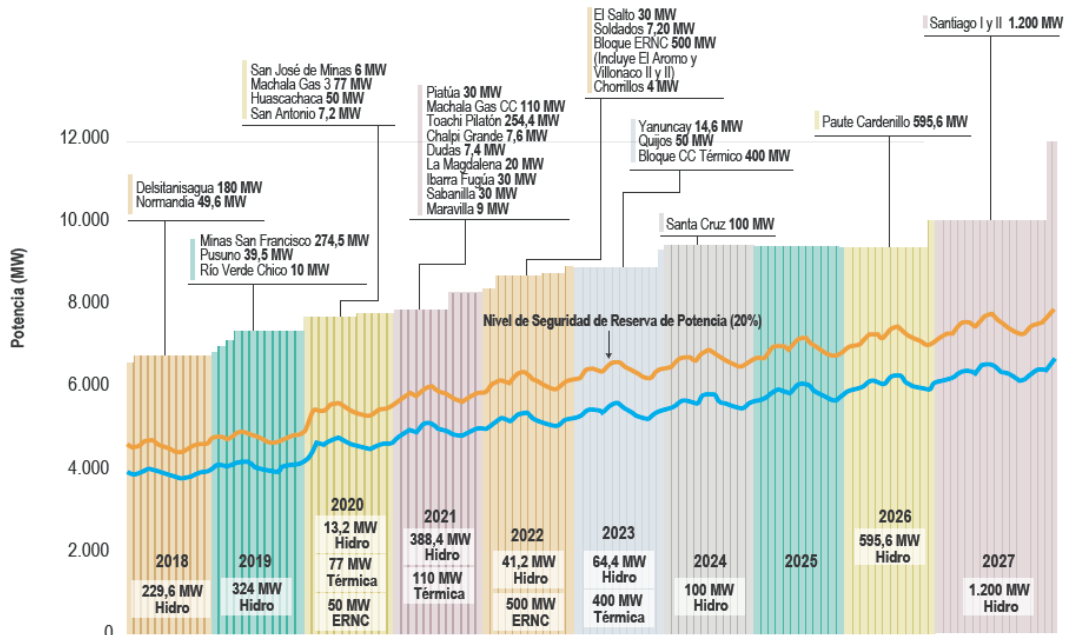 El Salto 30 MW
Soldados 7,20 MW
Bloque ERNC 500 MW
(Incluye El Aromo y
Villonaco II y II)
Chorrillos 4 MW
Santiago I y II 1.200 MW
San José de Minas 6 MW
Machala Gas 3 77 MW
Huascachaca 50 MW
San Antonio 7,2 MW
Piatúa 30 MW
Machala Gas CC 110 MW
Toachi Pilatón 254,4 MW
Chalpi Grande 7,6 MW
Dudas 7,4 MW
La Magdalena 20 MW
Ibarra Fugúa 30 MW
Sabanilla 30 MW
Maravilla 9 MW
Yanuncay 14,6 MW
Quijos 50 MW
Bloque CC Térmico 400 MW
Paute Cardenillo 595,6 MW
Delsitanisagua 180 MW
Normandia 49,6 MW
Minas San Francisco 274,5 MW
Pusuno 39,5 MW
Río Verde Chico 10 MW
Santa Cruz 100 MW
Potencia (MW)
12.000
10.000
8.000
6.000
4.000
2.000
0
Nivel de Seguridad de Reserva de Potencia (20%)
2018
229,6 MW
Hidro
2019
324 MW
Hidro
2020
13,2 MW
Hidro
77 MW
Térmica
50 MW
ERNC
2021
388,4 MW
Hidro
110 MW
Térmica
2022
41,2 MW
Hidro
500 MW
ERNC
2023
64,4 MW
Hidro
400 MW
Térmica
2024
100 MW
Hidro
2025
2026
595,6 MW
Hidro
2027
1.200 MW
Hidro